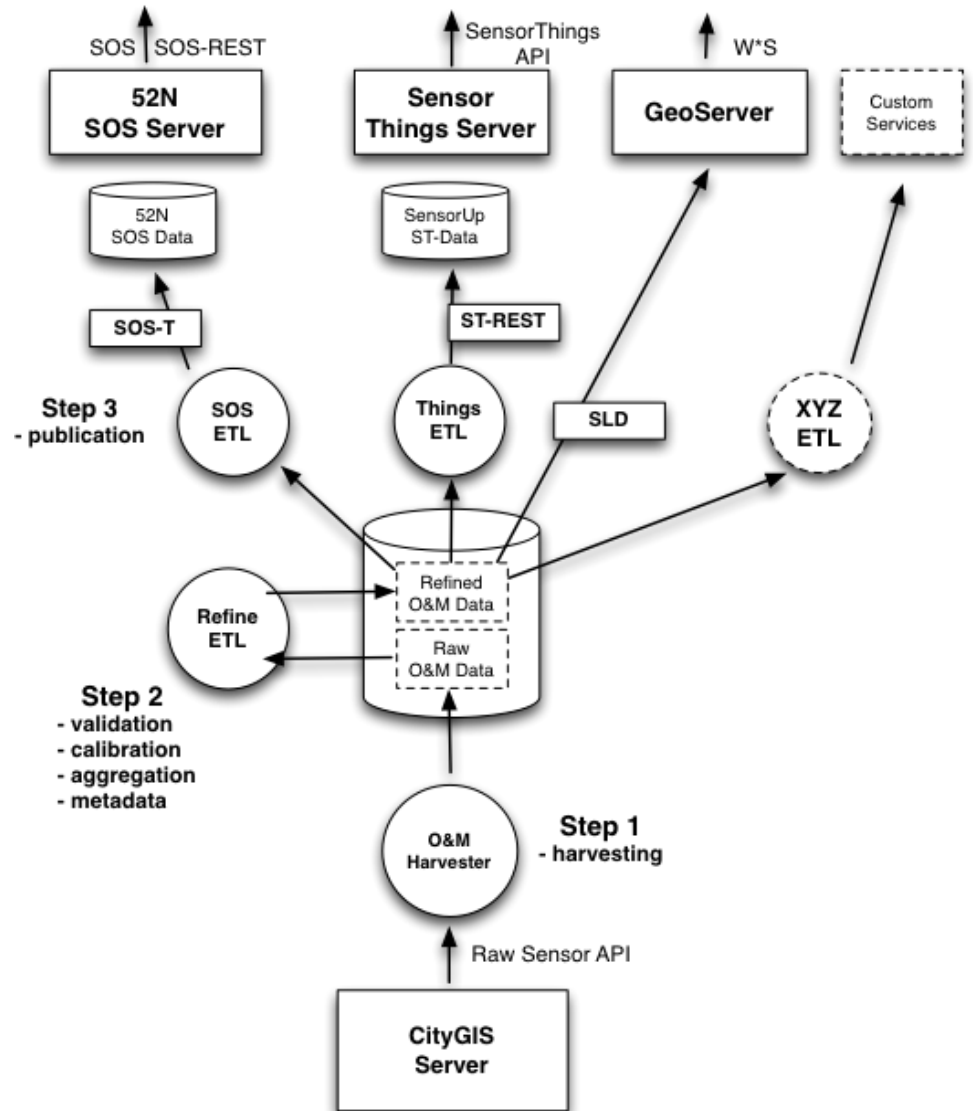 SOS
SOS-REST
SensorThings
API
W*S
52N
SOS Server
Sensor
Things Server
GeoServer
Custom
Services
52N
SOS Data
SensorUp
ST-Data
SOS-T
ST-REST
Step 3
- publication
SOS
ETL
Things
ETL
SLD
XYZ
ETL
Refined
O&M Data
Refine
ETL
Raw
O&M Data
Step 2
- validation
- calibration
- aggregation
- metadata
O&M
Harvester
Step 1
- harvesting
Raw Sensor API
CityGIS
Server